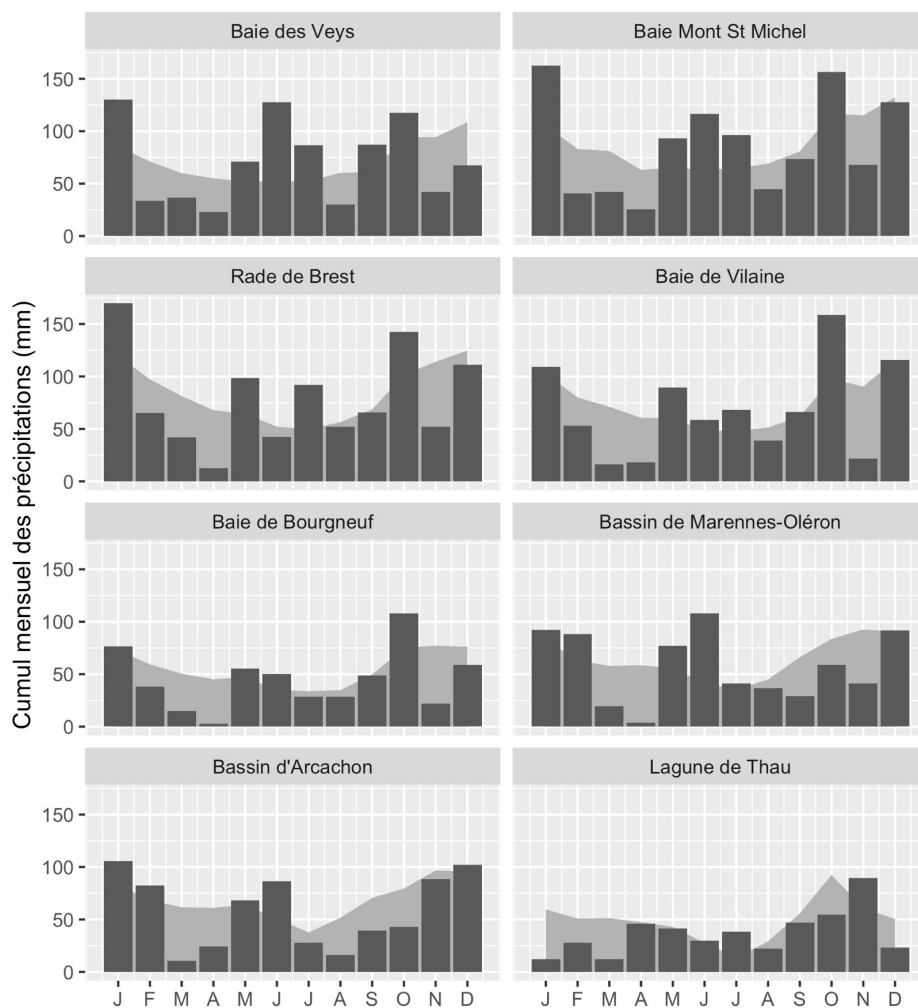 Cumul mensuel des précipitations (mm)
Baie des Veys
Baie Mont St Michel
150
100
50
0
Rade de Brest
Baie de Vilaine
150
100
50
0
Baie de Bourgneuf
Bassin de Marennes-Oléron
150
100
50
0
Bassin d'Arcachon
Lagune de Thau
150
100
50
0
J F M A M J J A S O N D
J F M A M J J A S O N D